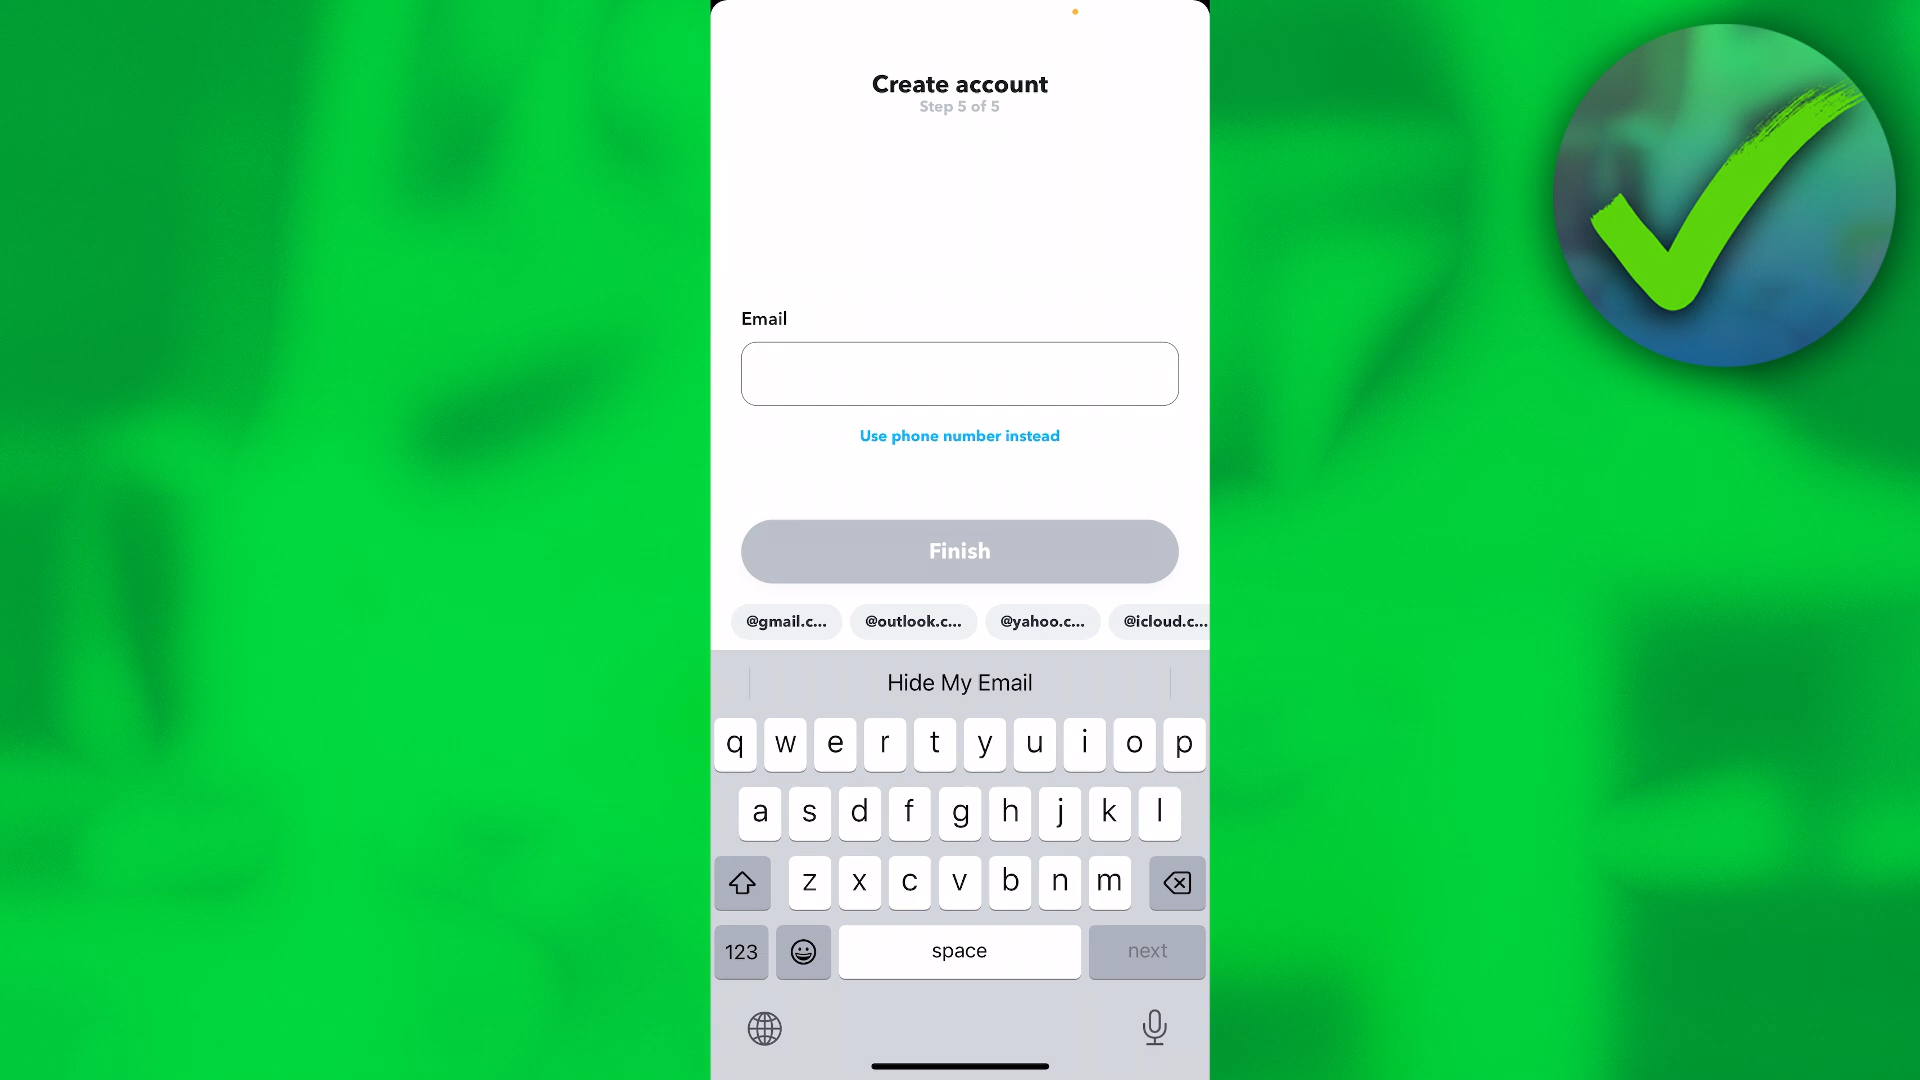 Create account
Step 5 of 5
Email
Use phone number instead
Finish
@gmail.c... @outlook.c... @yahoo.c... @icloud.c...
Hide My Email
q w e r t y u i o p
a s d f g h j k l
z x c v b n m
123 space next